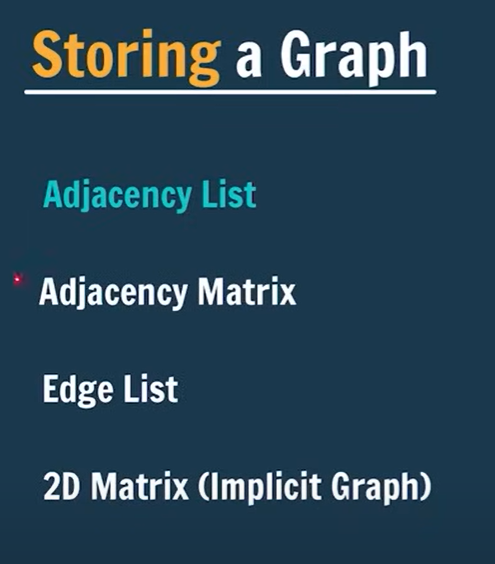 Storing a Graph
Adjacency List
Adjacency Matrix
Edge List
2D Matrix (Implicit Graph)